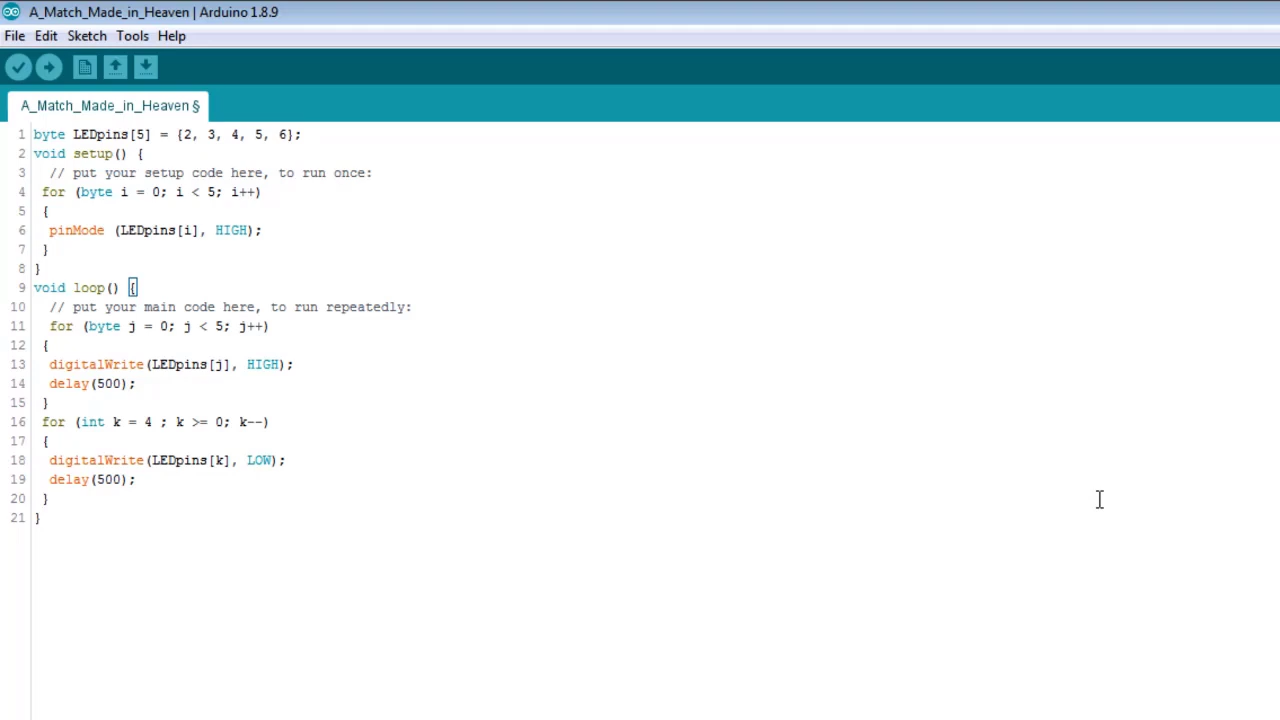 A_Match_Made_in_Heaven | Arduino 1.8.9
File Edit Sketch Tools Help
A_Match_Made_in_Heaven §
1 byte LEDpins[5] = {2, 3, 4, 5, 6};
2 void setup() {
3   // put your setup code here, to run once:
4  for (byte i = 0; i < 5; i++)
5  {
6   pinMode (LEDpins[i], HIGH);
7  }
8 }
9 void loop() {
10   // put your main code here, to run repeatedly:
11   for (byte j = 0; j < 5; j++)
12  {
13   digitalWrite(LEDpins[j], HIGH);
14   delay(500);
15  }
16  for (int k = 4 ; k >= 0; k--)
17  {
18   digitalWrite(LEDpins[k], LOW);
19   delay(500);
20  }
21 }